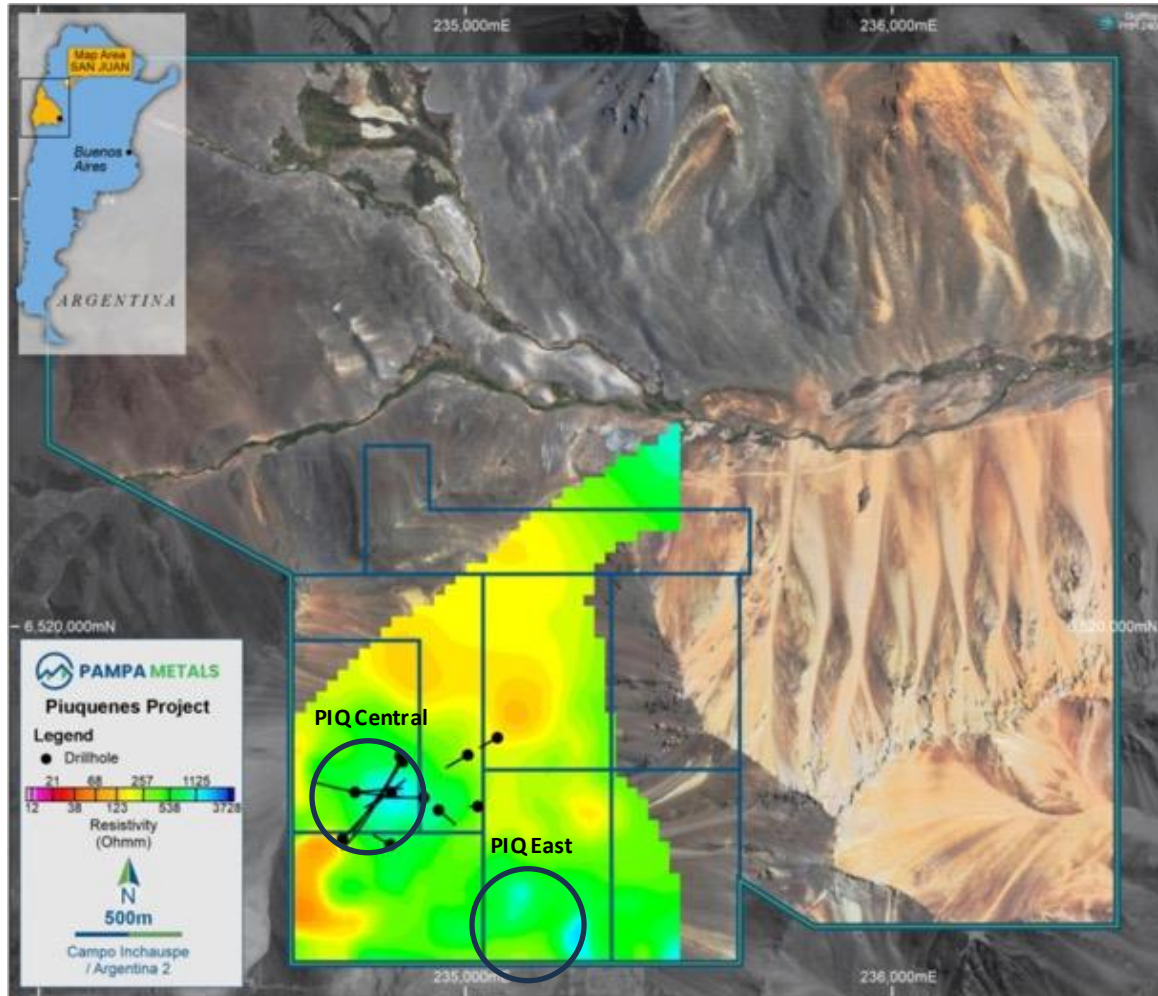 235,000mE
236,000mE
Map Area
SAN JUAN
Buenos
Aires
ARGENTINA
6,520,000mN
6,520,000mN
PAMPA METALS
Piuquenes Project
Legend
Drillhole
21 68 257 1125
12 38 123 538 3728
Resistivity
(Ohmm)
N
500m
Campo Inchauspe
/ Argentina 2
PIQ Central
PIQ East
235,000mE
236,000mE